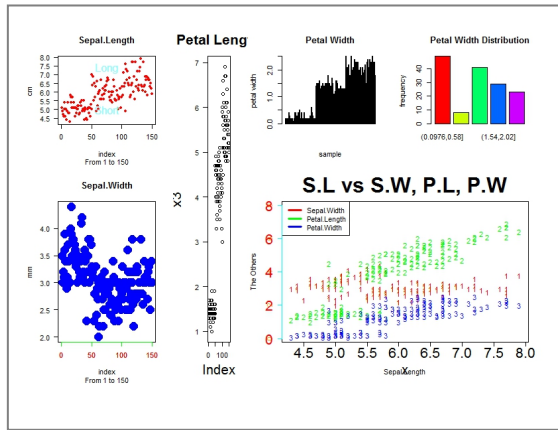 Sepal.Length
cm
8.0
7.5
7.0
6.5
6.0
5.5
5.0
4.5
Long
short
0 50 100 150
index
From 1 to 150
Petal Leng
x3
7
6
5
4
3
2
1
0 100
Index
Petal Width
petal width
2.0
1.0
0.0
sample
Petal Width Distribution
frequency
40
30
20
10
0
(0.0976,0.58] (1.54,2.02]
Sepal.Width
mm
4.5
4.0
3.5
3.0
2.5
2.0
0 50 100 150
index
From 1 to 150
S.L vs S.W, P.L, P.W
The Others
8
6
4
2
0
Sepal.Width
Petal.Length
Petal.Width
4.5 5.0 5.5 6.0 6.5 7.0 7.5 8.0
x
Sepal.Length